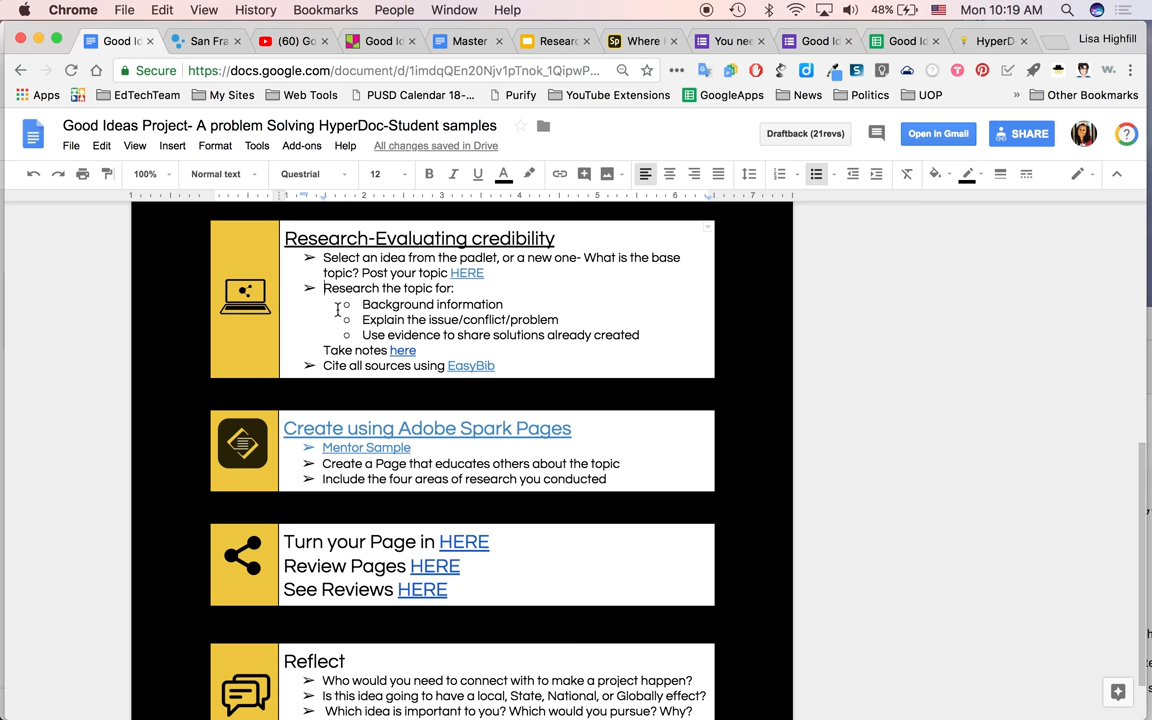 Chrome File Edit View History Bookmarks People Window Help 48% Mon 10:19 AM
Good Id San Fra (60) Go Good Id Master Researc Where You nee Good Id Good Id HyperD Lisa Highfill
Secure https://docs.google.com/document/d/1imdqQEn20Njv1pTnok_1QipwP...
Apps EdTechTeam My Sites Web Tools PUSD Calendar 18-... Purify YouTube Extensions GoogleApps News Politics UOP » Other Bookmarks
Good Ideas Project- A problem Solving HyperDoc-Student samples
File Edit View Insert Format Tools Add-ons Help All changes saved in Drive
Draftback (21revs) Open in Gmail SHARE
100% Normal text Questrial 12 B I U A
1 1 2 3 4 5 6 7
Research-Evaluating credibility
➢ Select an idea from the padlet, or a new one- What is the base
topic? Post your topic HERE
➢ Research the topic for:
○ Background information
○ Explain the issue/conflict/problem
○ Use evidence to share solutions already created
Take notes here
➢ Cite all sources using EasyBib
Create using Adobe Spark Pages
➢ Mentor Sample
➢ Create a Page that educates others about the topic
➢ Include the four areas of research you conducted
Turn your Page in HERE
Review Pages HERE
See Reviews HERE
Reflect
➢ Who would you need to connect with to make a project happen?
➢ Is this idea going to have a local, State, National, or Globally effect?
➢ Which idea is important to you? Which would you pursue? Why?